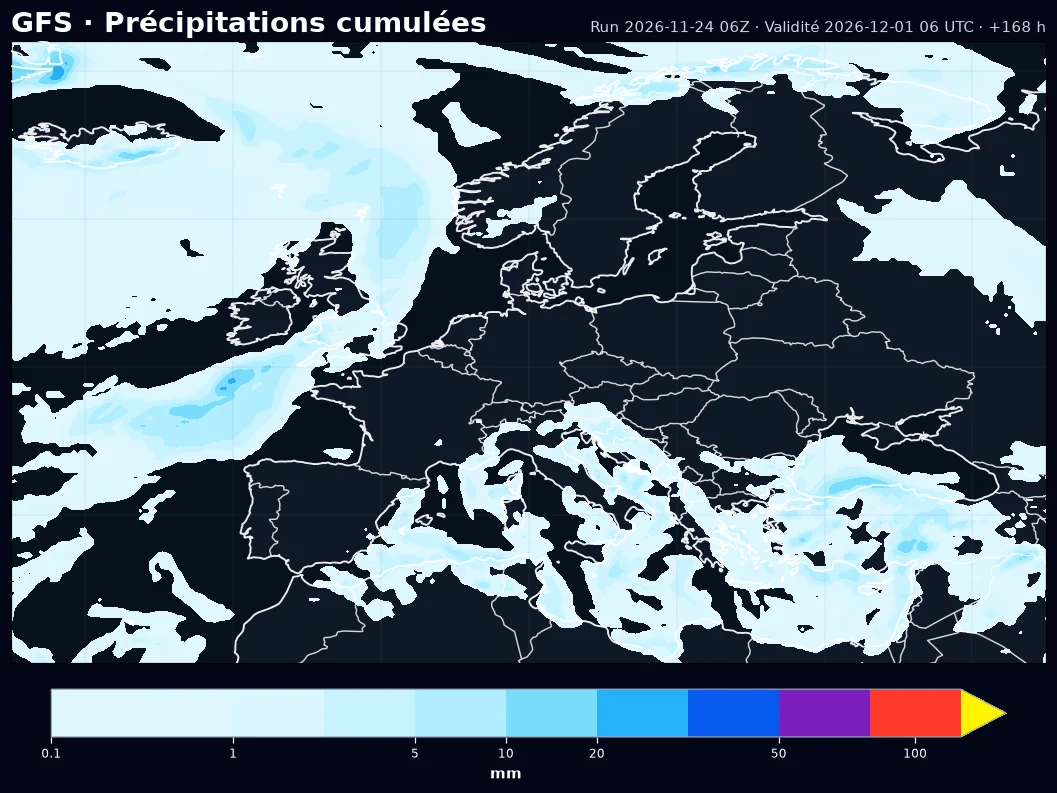 GFS · Précipitations cumulées
Run 2026-11-24 06Z · Validité 2026-12-01 06 UTC · +168 h
0.1 1 5 10 20 50 100
mm